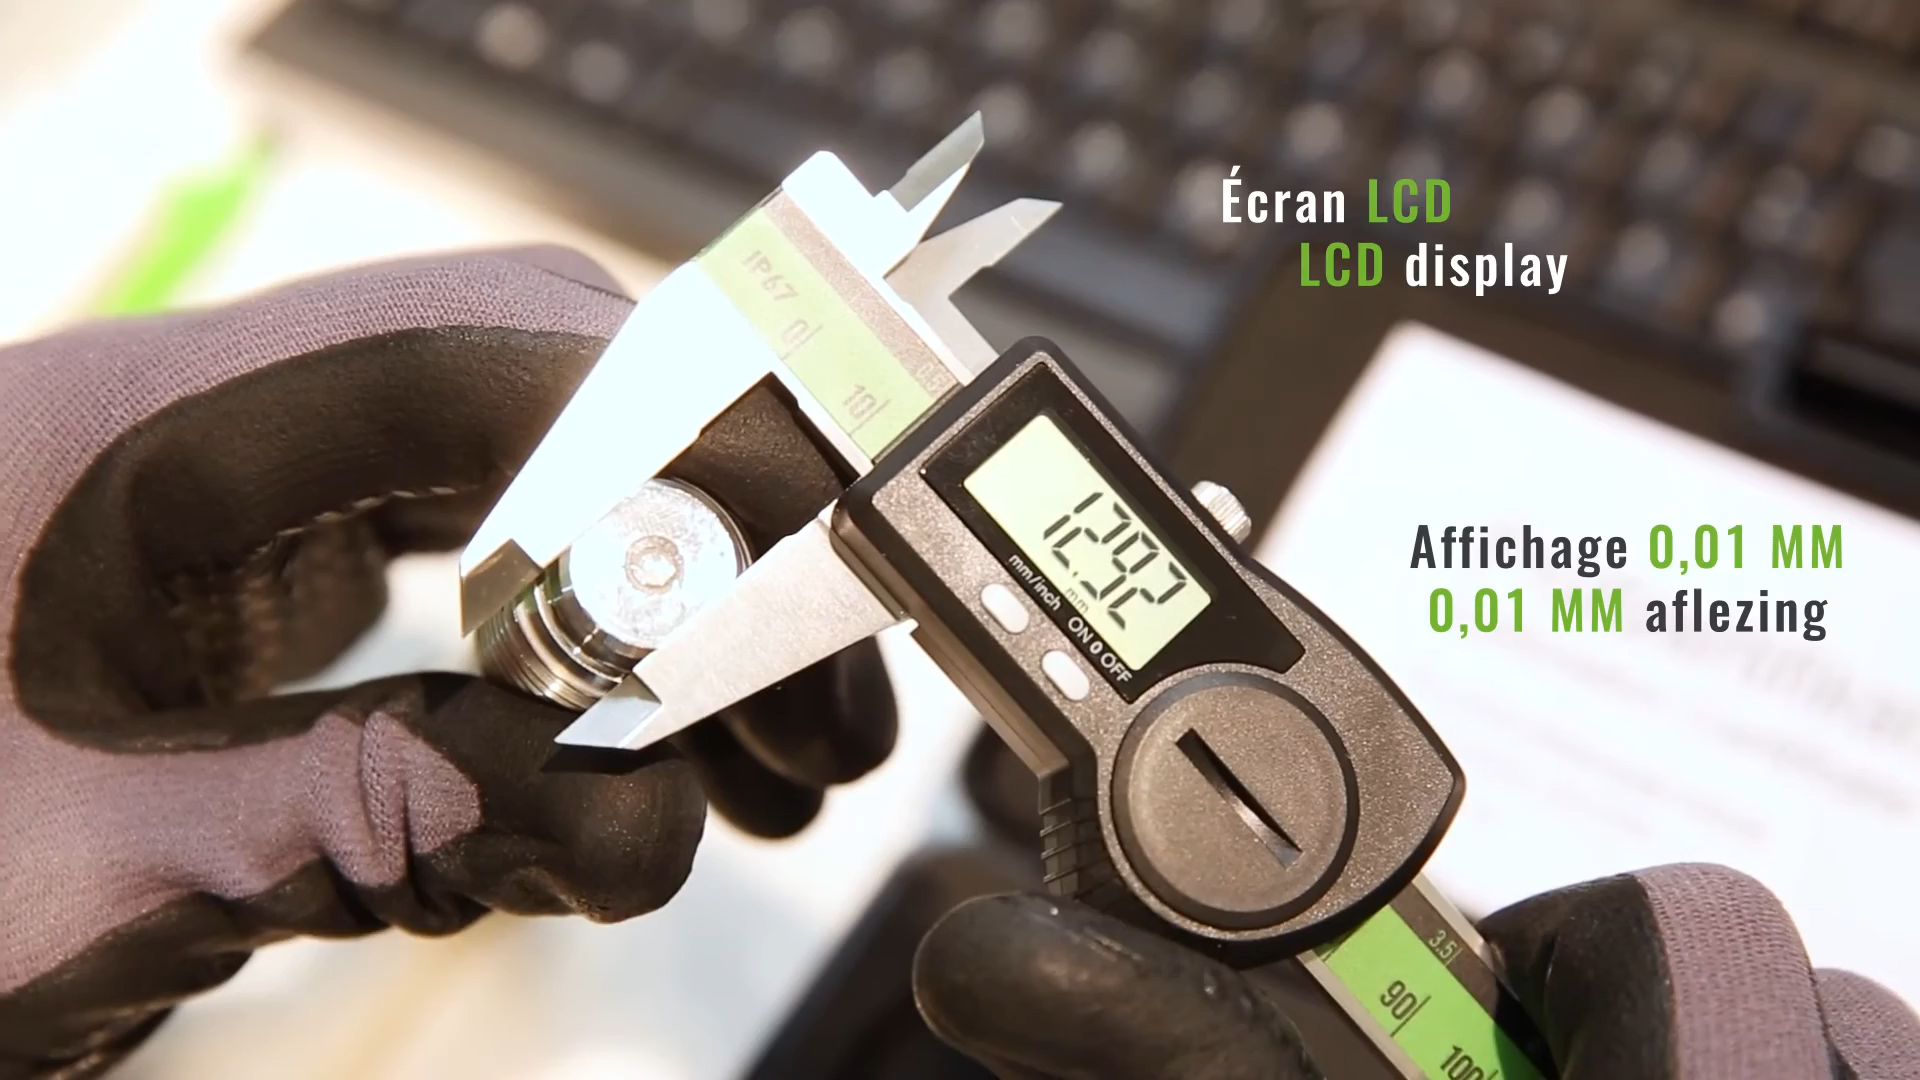 Écran LCD
LCD display
IP67 0
10
12.92
mm
mm/inch ON 0 OFF
Affichage 0,01 MM
0,01 MM aflezing
3.5
90
100